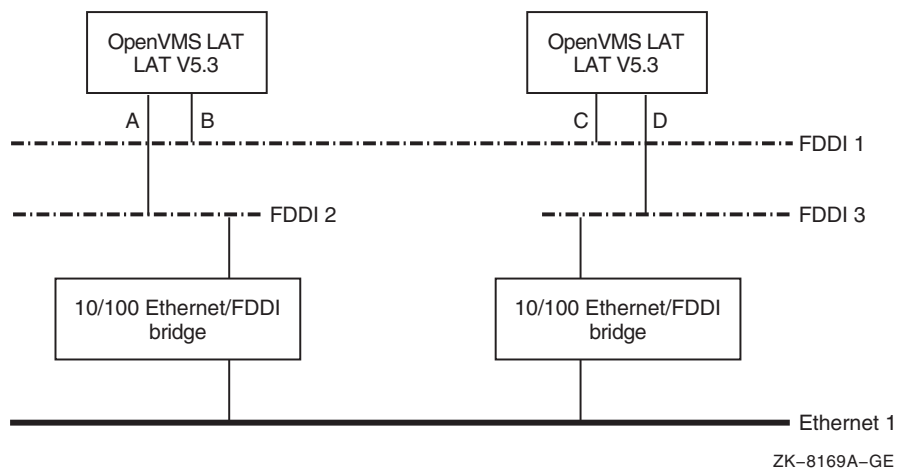 OpenVMS LAT
LAT V5.3
OpenVMS LAT
LAT V5.3
A
B
C
D
FDDI 1
FDDI 2
FDDI 3
10/100 Ethernet/FDDI
bridge
10/100 Ethernet/FDDI
bridge
Ethernet 1
ZK–8169A–GE